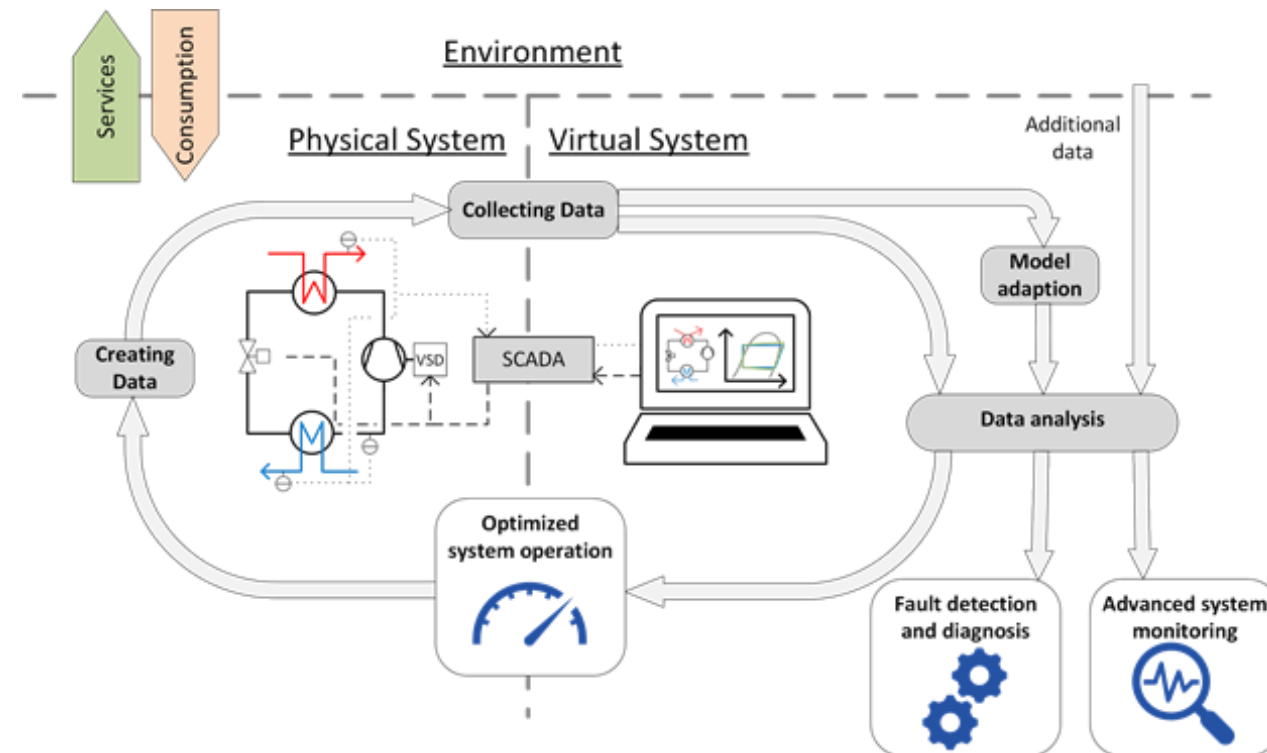 Services
Consumption
Environment
Physical System
Virtual System
Additional
data
Collecting Data
Model
adaption
Creating
Data
VSD
SCADA
Data analysis
Optimized
system operation
Fault detection
and diagnosis
Advanced system
monitoring